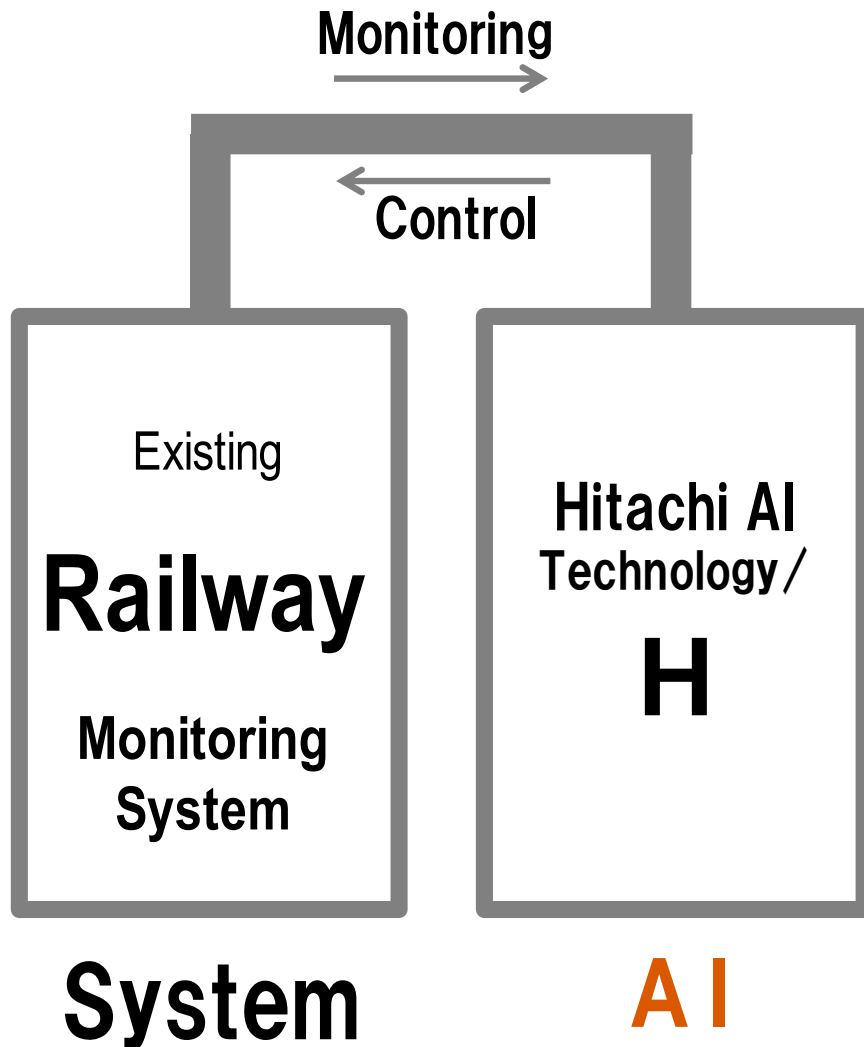 Monitoring
Control
Existing
Railway
Monitoring
System
Hitachi AI
Technology/
H
System
AI